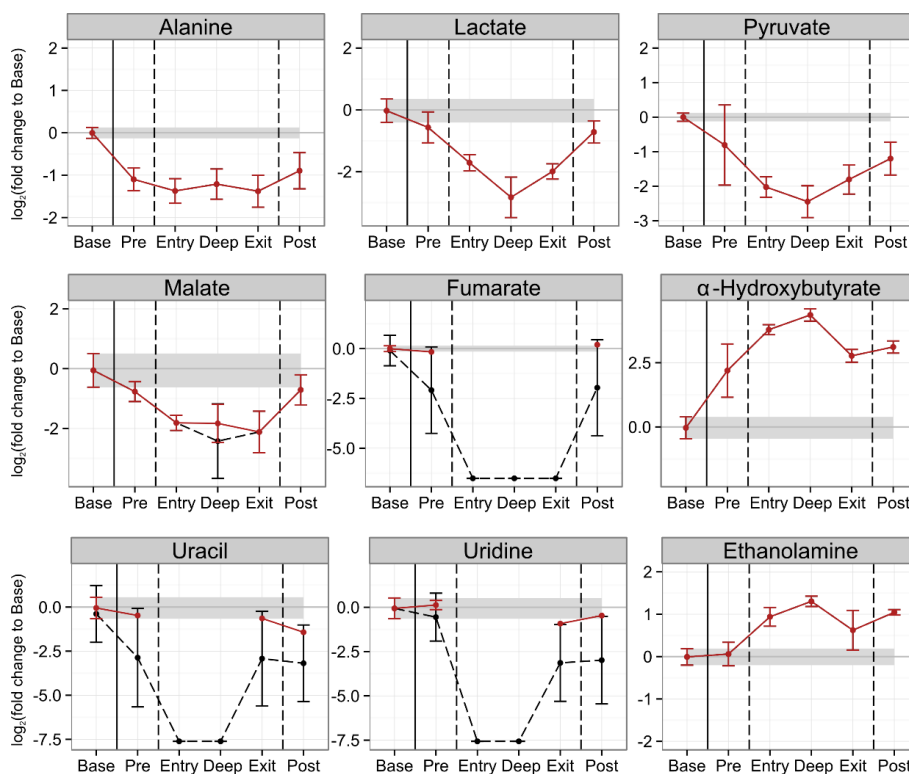 Alanine
log₂(fold change to Base)
2
1
0
-1
-2
Base Pre Entry Deep Exit Post
Lactate
2
0
-2
Base Pre Entry Deep Exit Post
Pyruvate
2
1
0
-1
-2
-3
Base Pre Entry Deep Exit Post
Malate
log₂(fold change to Base)
2
0
-2
Base Pre Entry Deep Exit Post
Fumarate
0.0
-2.5
-5.0
Base Pre Entry Deep Exit Post
α-Hydroxybutyrate
2.5
0.0
Base Pre Entry Deep Exit Post
Uracil
log₂(fold change to Base)
0.0
-2.5
-5.0
-7.5
Base Pre Entry Deep Exit Post
Uridine
0.0
-2.5
-5.0
-7.5
Base Pre Entry Deep Exit Post
Ethanolamine
2
1
0
-1
-2
Base Pre Entry Deep Exit Post